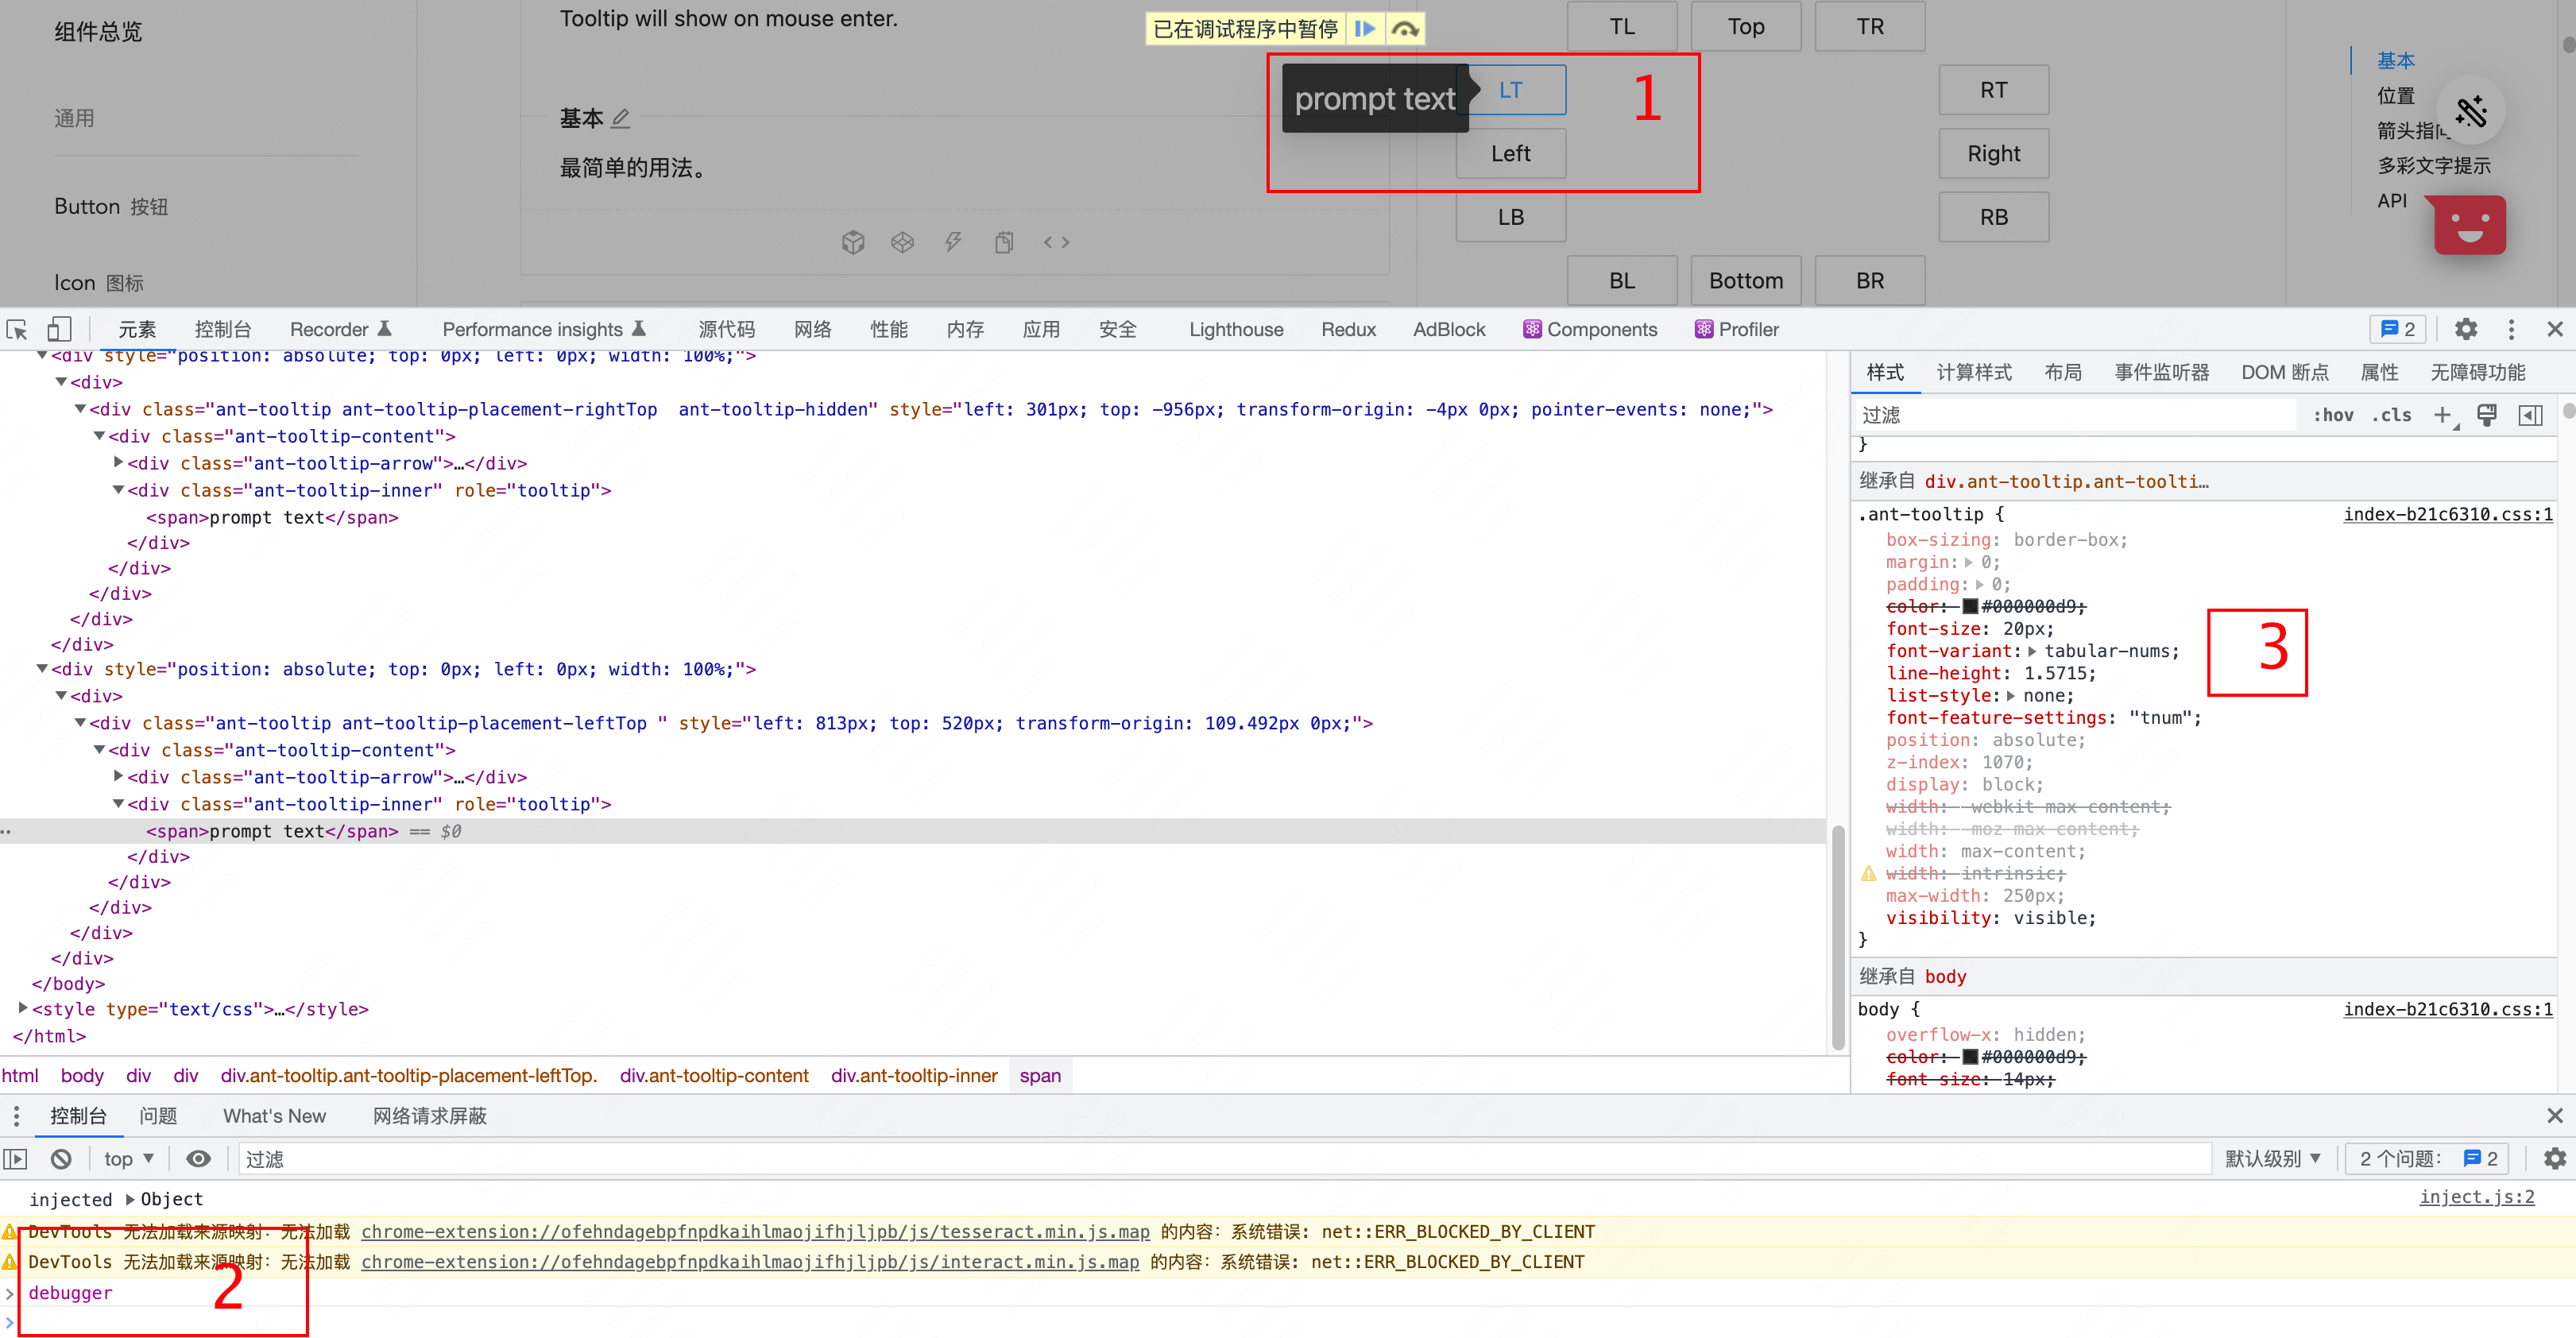 组件总览
通用
Button 按钮
Icon 图标
Tooltip will show on mouse enter.
基本
最简单的用法。
已在调试程序中暂停
prompt text
1
TL Top TR
LT RT
Left Right
LB RB
BL Bottom BR
基本
位置
箭头指向
多彩文字提示
API
元素 控制台 Recorder Performance insights 源代码 网络 性能 内存 应用 安全 Lighthouse Redux AdBlock Components Profiler 2
<div style="position: absolute; top: 0px; left: 0px; width: 100%;">
<div>
<div class="ant-tooltip ant-tooltip-placement-rightTop  ant-tooltip-hidden" style="left: 301px; top: -956px; transform-origin: -4px 0px; pointer-events: none;">
<div class="ant-tooltip-content">
<div class="ant-tooltip-arrow">…</div>
<div class="ant-tooltip-inner" role="tooltip">
<span>prompt text</span>
</div>
</div>
</div>
</div>
</div>
<div style="position: absolute; top: 0px; left: 0px; width: 100%;">
<div>
<div class="ant-tooltip ant-tooltip-placement-leftTop " style="left: 813px; top: 520px; transform-origin: 109.492px 0px;">
<div class="ant-tooltip-content">
<div class="ant-tooltip-arrow">…</div>
<div class="ant-tooltip-inner" role="tooltip">
<span>prompt text</span> == $0
</div>
</div>
</div>
</div>
</div>
</body>
<style type="text/css">…</style>
</html>
html body div div div.ant-tooltip.ant-tooltip-placement-leftTop. div.ant-tooltip-content div.ant-tooltip-inner span
样式 计算样式 布局 事件监听器 DOM 断点 属性 无障碍功能
过滤 :hov .cls
}
继承自 div.ant-tooltip.ant-toolti…
.ant-tooltip { index-b21c6310.css:1
box-sizing: border-box;
margin: 0;
padding: 0;
color: #000000d9;
font-size: 20px;
font-variant: tabular-nums;
line-height: 1.5715;
list-style: none;
font-feature-settings: "tnum";
position: absolute;
z-index: 1070;
display: block;
width: -webkit-max-content;
width: -moz-max-content;
width: max-content;
width: intrinsic;
max-width: 250px;
visibility: visible;
}
3
继承自 body
body { index-b21c6310.css:1
overflow-x: hidden;
color: #000000d9;
font-size: 14px;
控制台 问题 What's New 网络请求屏蔽
top 过滤 默认级别 2 个问题: 2
injected Object inject.js:2
DevTools 无法加载来源映射: 无法加载 chrome-extension://ofehndagebpfnpdkaihlmaojifhjljpb/js/tesseract.min.js.map 的内容: 系统错误: net::ERR_BLOCKED_BY_CLIENT
DevTools 无法加载来源映射: 无法加载 chrome-extension://ofehndagebpfnpdkaihlmaojifhjljpb/js/interact.min.js.map 的内容: 系统错误: net::ERR_BLOCKED_BY_CLIENT
debugger
2